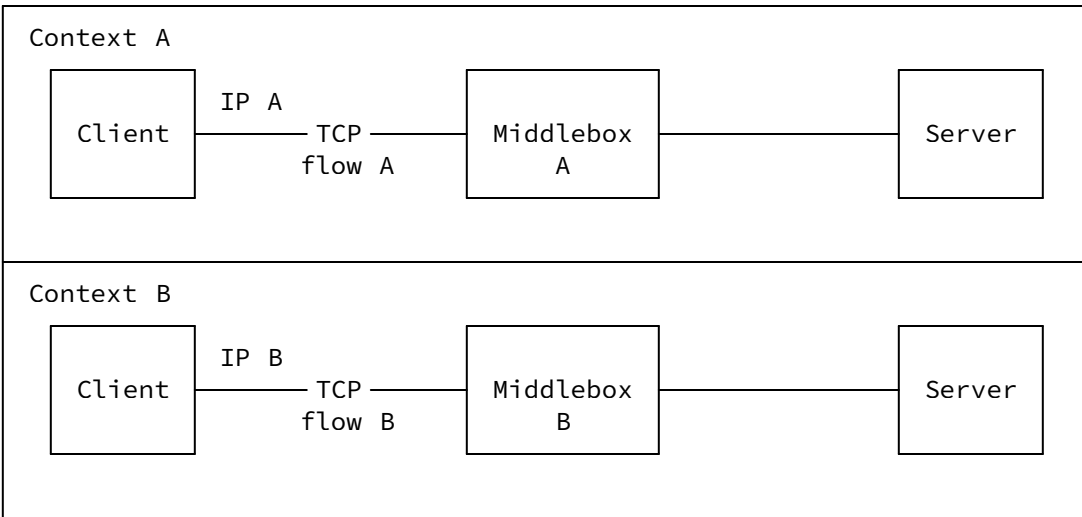 Context A
IP A
Client TCP Middlebox Server
flow A A
Context B
IP B
Client TCP Middlebox Server
flow B B